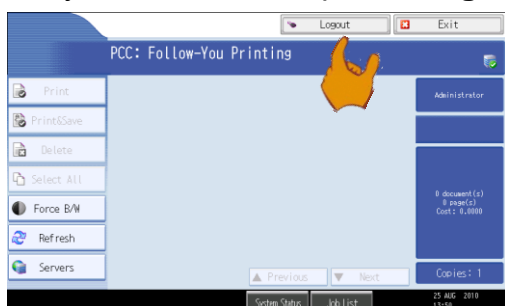 Logout
Exit
PCC: Follow-You Printing
Print
Administrator
Print&Save
Delete
Select All
0 document(s)
0 page(s)
Cost: 0.0000
Force B/W
Refresh
Servers
Previous
Next
Copies: 1
System Status
Job List
25 AUG 2010
13:50